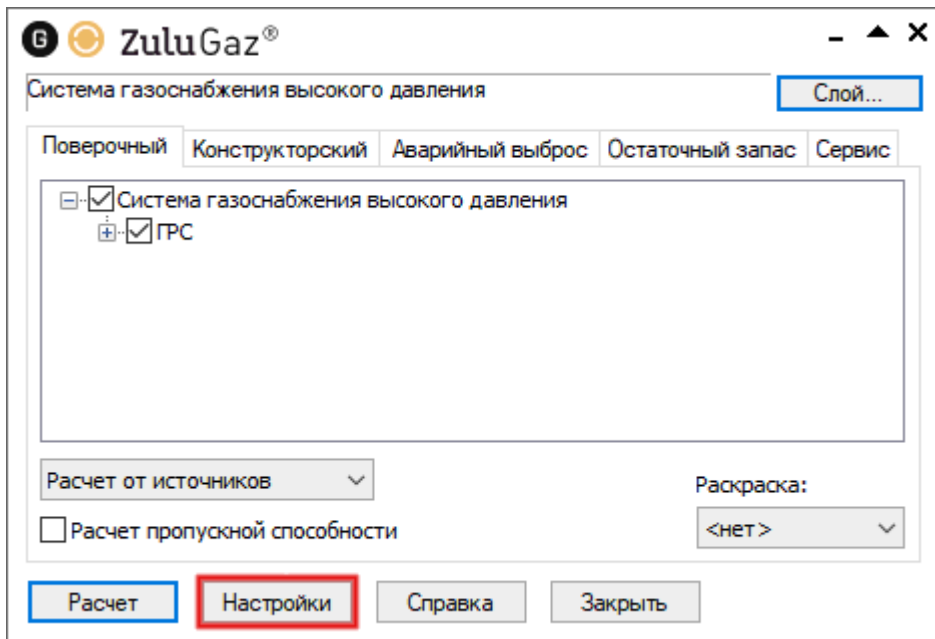 G ZuluGaz®
Система газоснабжения высокого давления Слой...
Поверочный Конструкторский Аварийный выброс Остаточный запас Сервис
Система газоснабжения высокого давления
ГРС
Расчет от источников
Раскраска:
Расчет пропускной способности
<нет>
Расчет Настройки Справка Закрыть